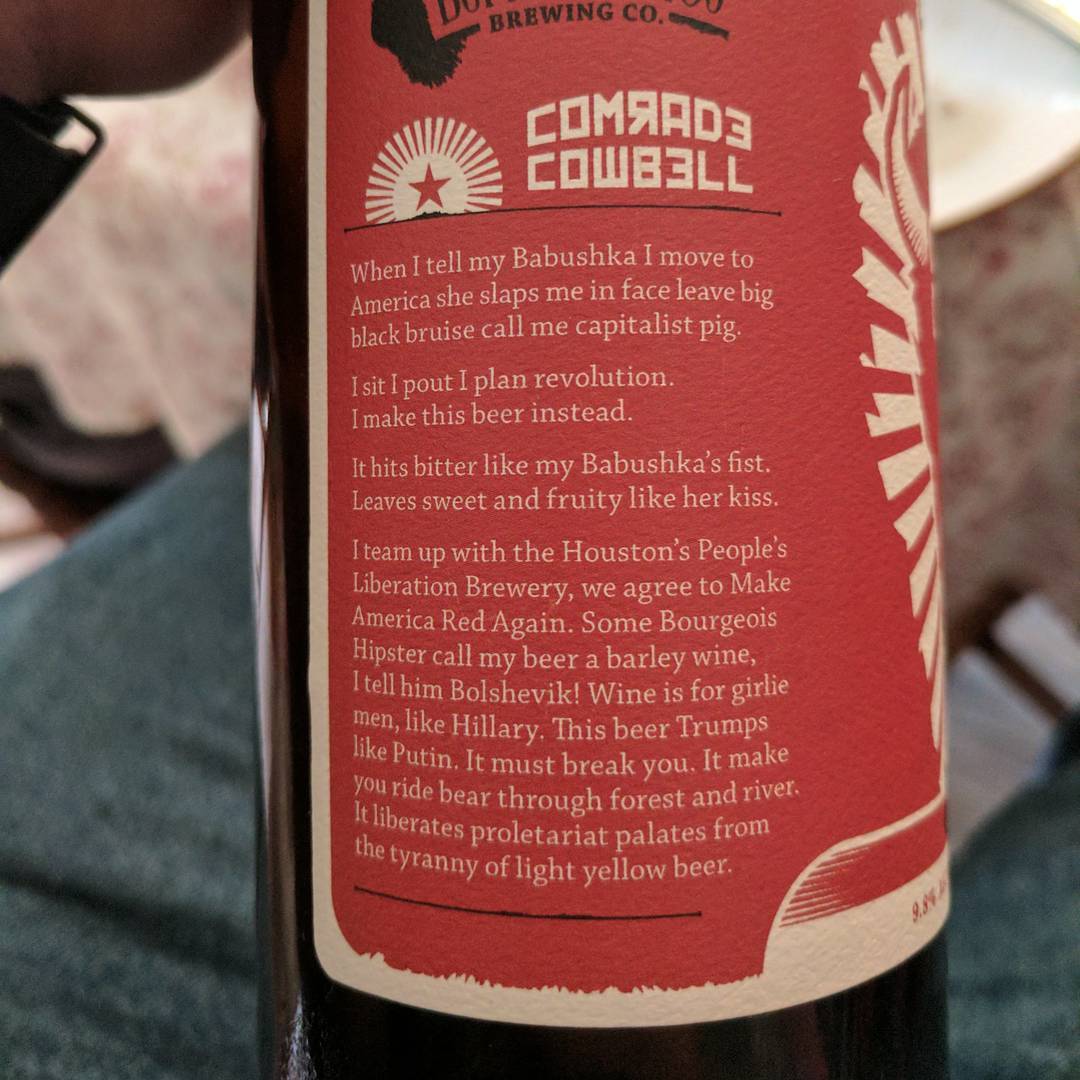 BREWING CO.
COMЯADƎ
COWBƎLL
When I tell my Babushka I move to
America she slaps me in face leave big
black bruise call me capitalist pig.
I sit I pout I plan revolution.
I make this beer instead.
It hits bitter like my Babushka's fist.
Leaves sweet and fruity like her kiss.
I team up with the Houston's People's
Liberation Brewery, we agree to Make
America Red Again. Some Bourgeois
Hipster call my beer a barley wine,
I tell him Bolshevik! Wine is for girlie
men, like Hillary. This beer Trumps
like Putin. It must break you. It make
you ride bear through forest and river.
It liberates proletariat palates from
the tyranny of light yellow beer.
9.8%